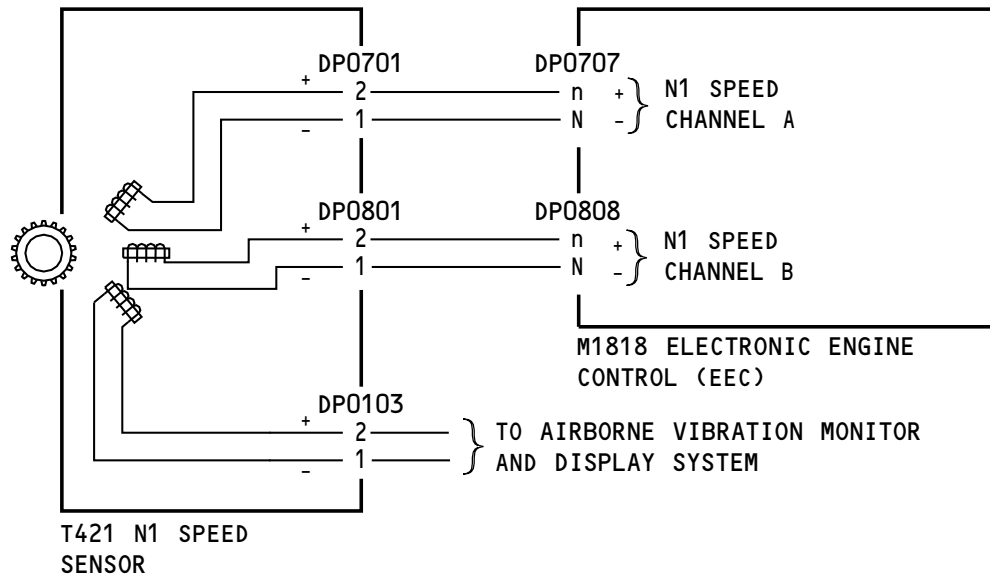 DP0701 DP0707
+ 2 n + N1 SPEED
- 1 N - CHANNEL A
DP0801 DP0808
+ 2 n + N1 SPEED
- 1 N - CHANNEL B
M1818 ELECTRONIC ENGINE
CONTROL (EEC)
DP0103
+ 2 TO AIRBORNE VIBRATION MONITOR
- 1 AND DISPLAY SYSTEM
T421 N1 SPEED
SENSOR